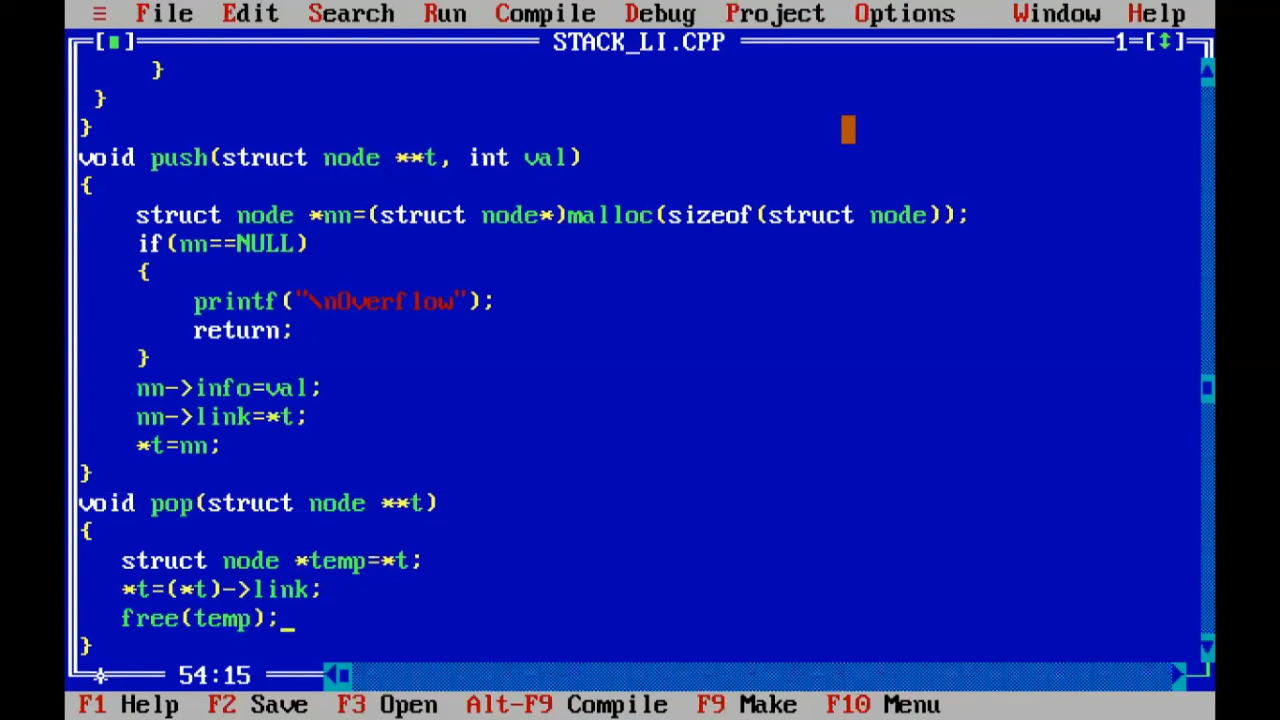 ≡ File Edit Search Run Compile Debug Project Options Window Help
[■] STACK_LI.CPP 1=[↕]
}
}
}
void push(struct node **t, int val)
{
struct node *nn=(struct node*)malloc(sizeof(struct node));
if(nn==NULL)
{
printf("\nOverflow");
return;
}
nn->info=val;
nn->link=*t;
*t=nn;
}
void pop(struct node **t)
{
struct node *temp=*t;
*t=(*t)->link;
free(temp);_
}
54:15
F1 Help F2 Save F3 Open Alt-F9 Compile F9 Make F10 Menu